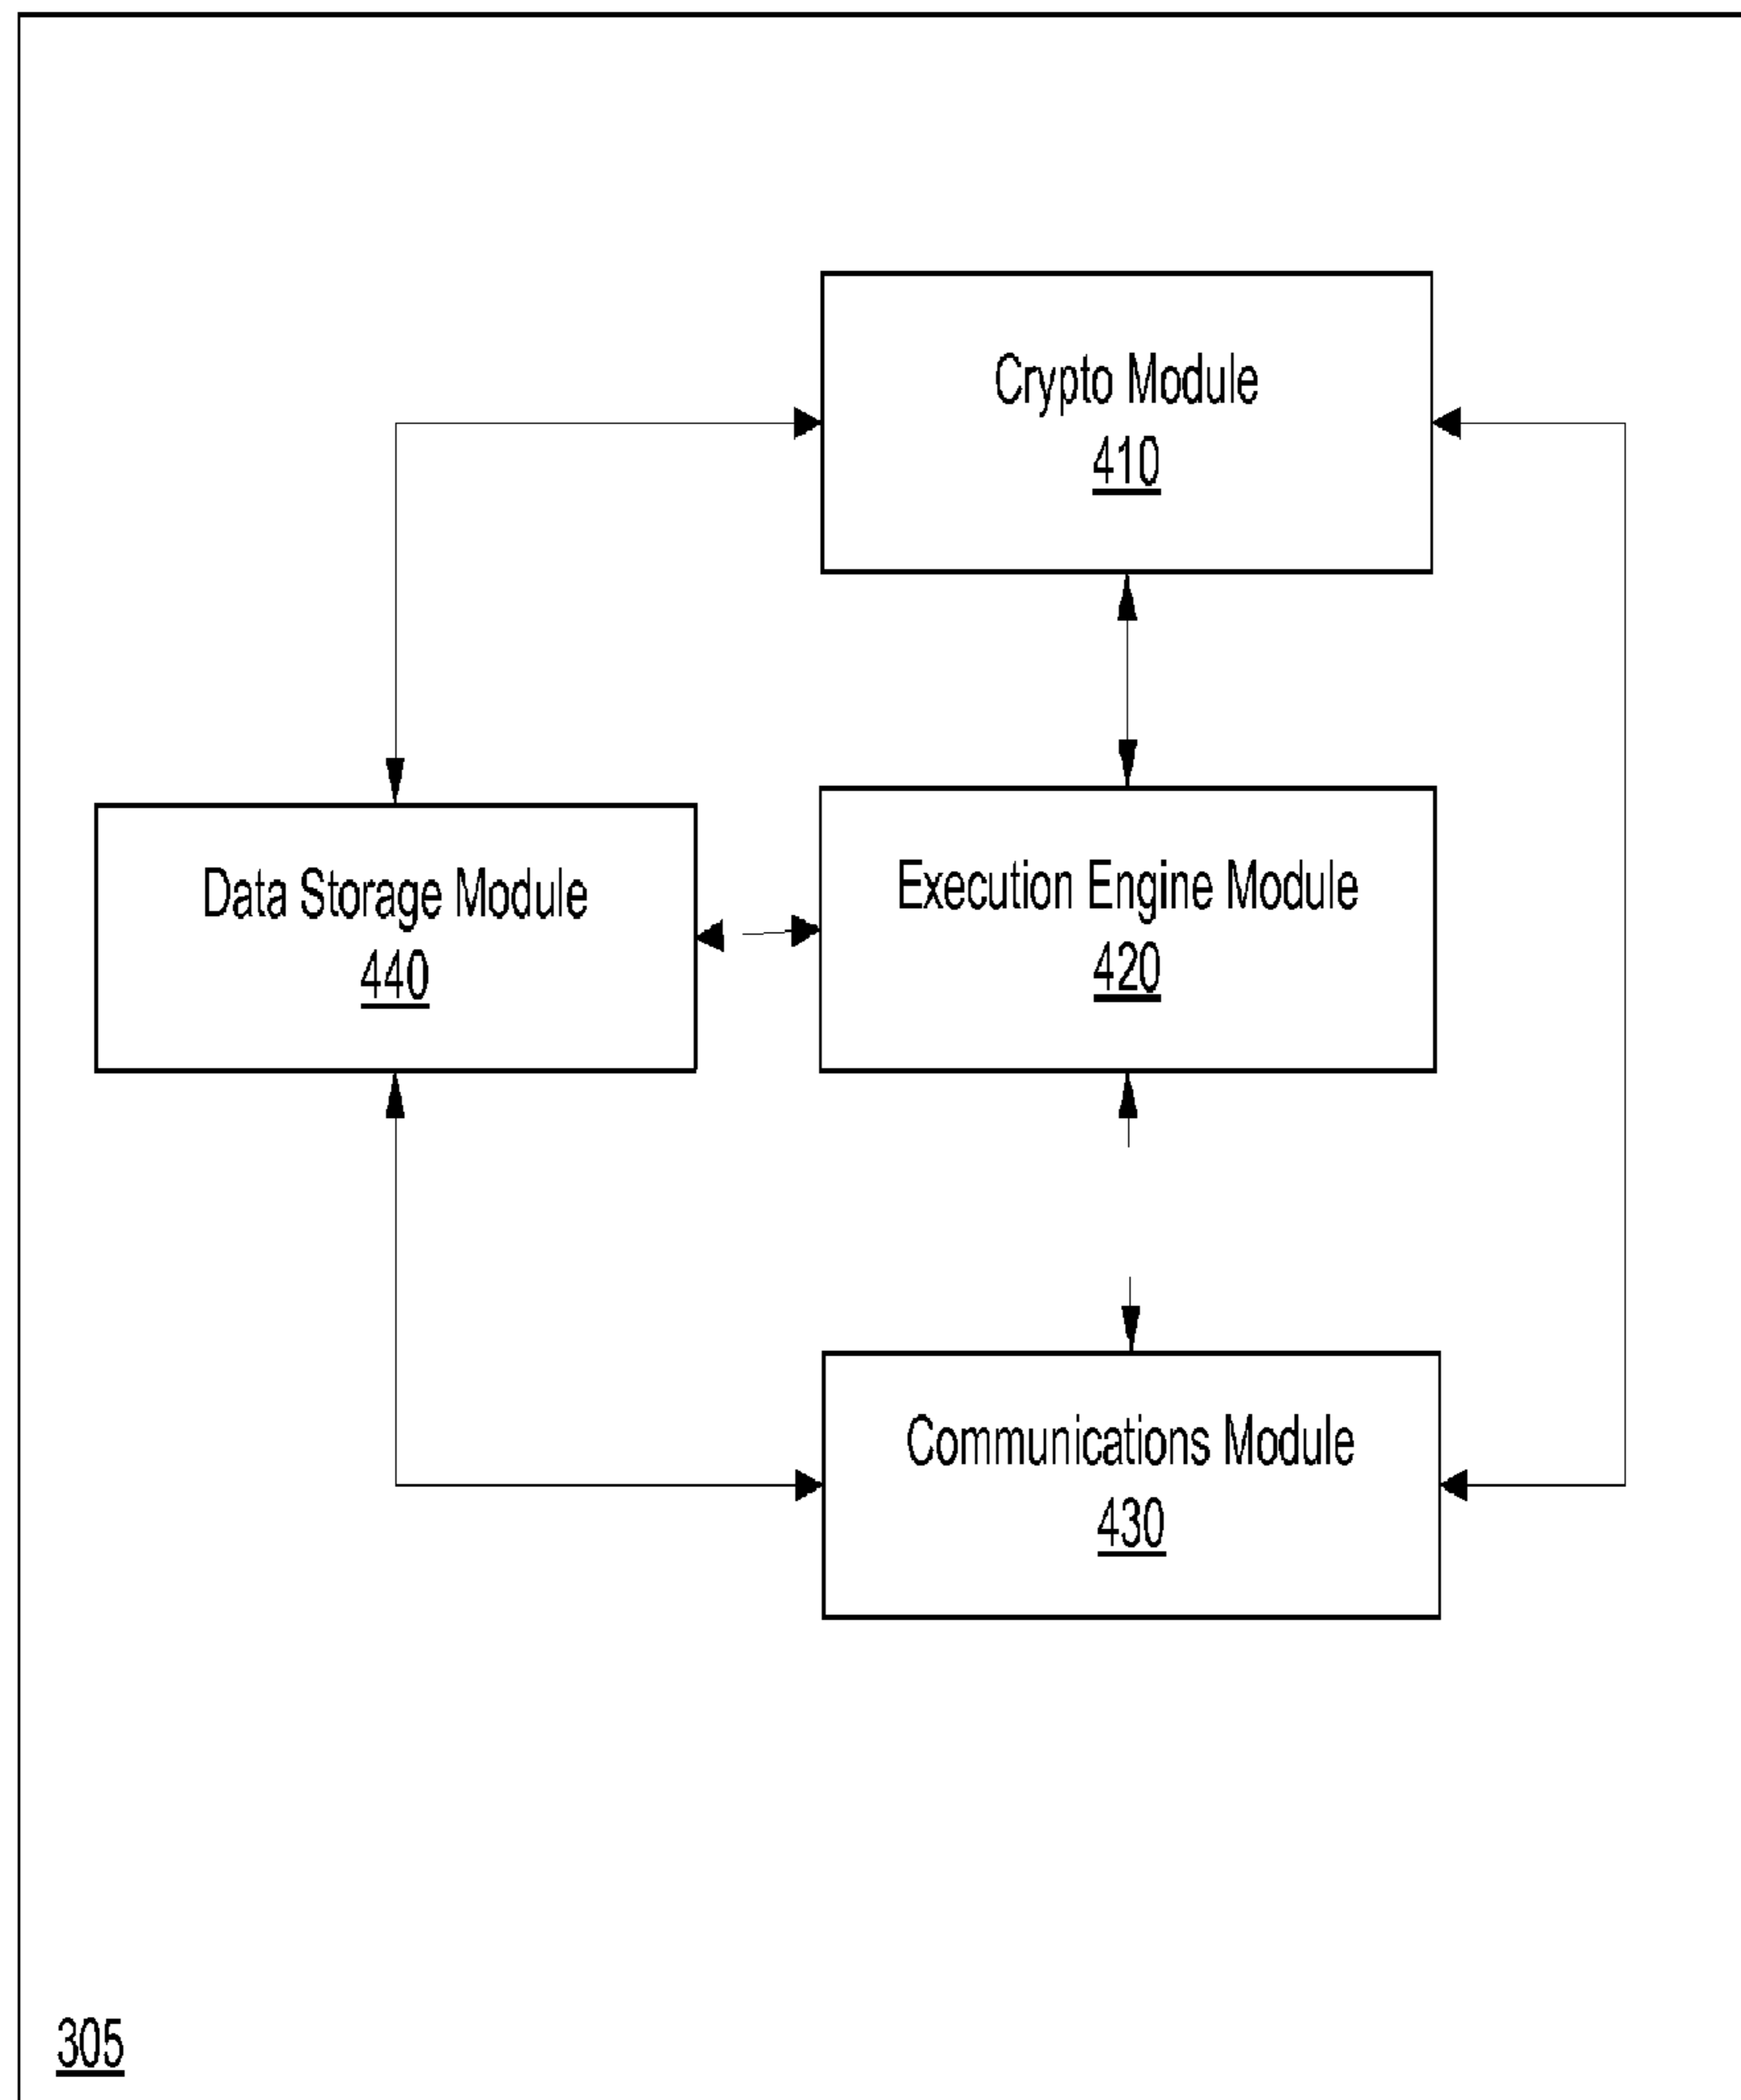 Crypto Module
410
Data Storage Module
440
Execution Engine Module
420
Communications Module
430
305